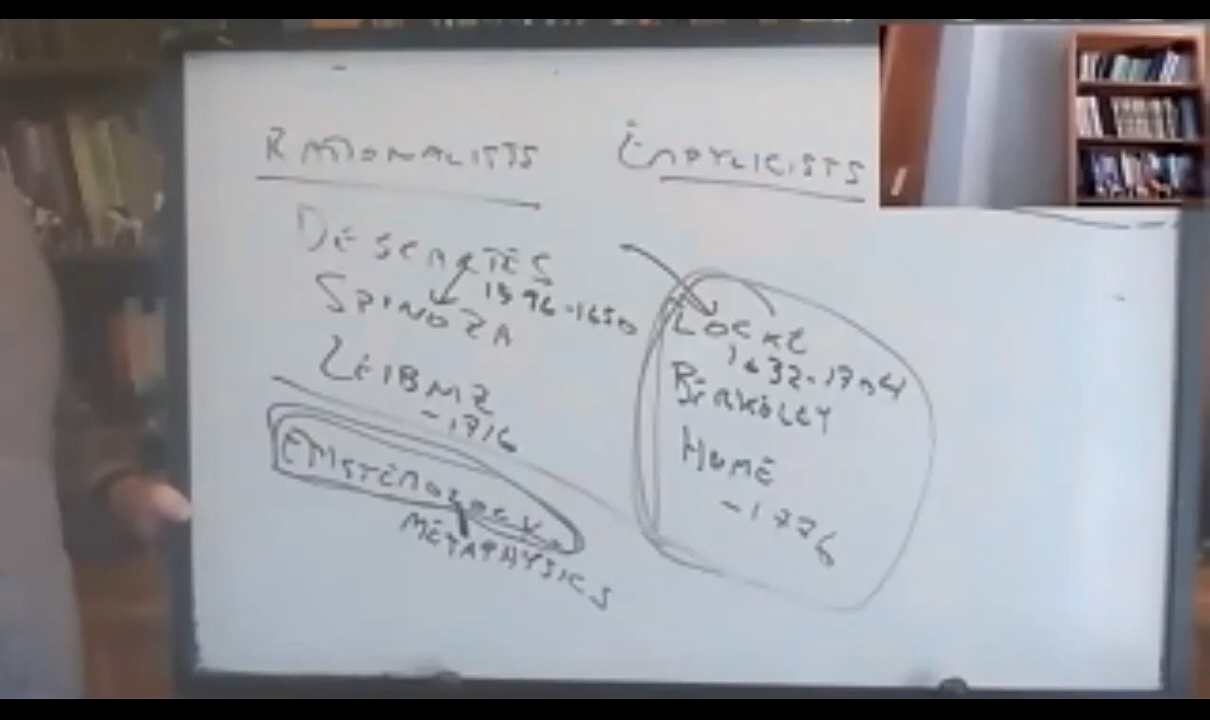 RATIONALISTS
DESCARTES
1596-1650
SPINOZA
LEIBNIZ
-1716
EPISTEMOLOGY
METAPHYSICS
EMPIRICISTS
LOCKE
1632-1704
BERKELEY
HUME
-1776